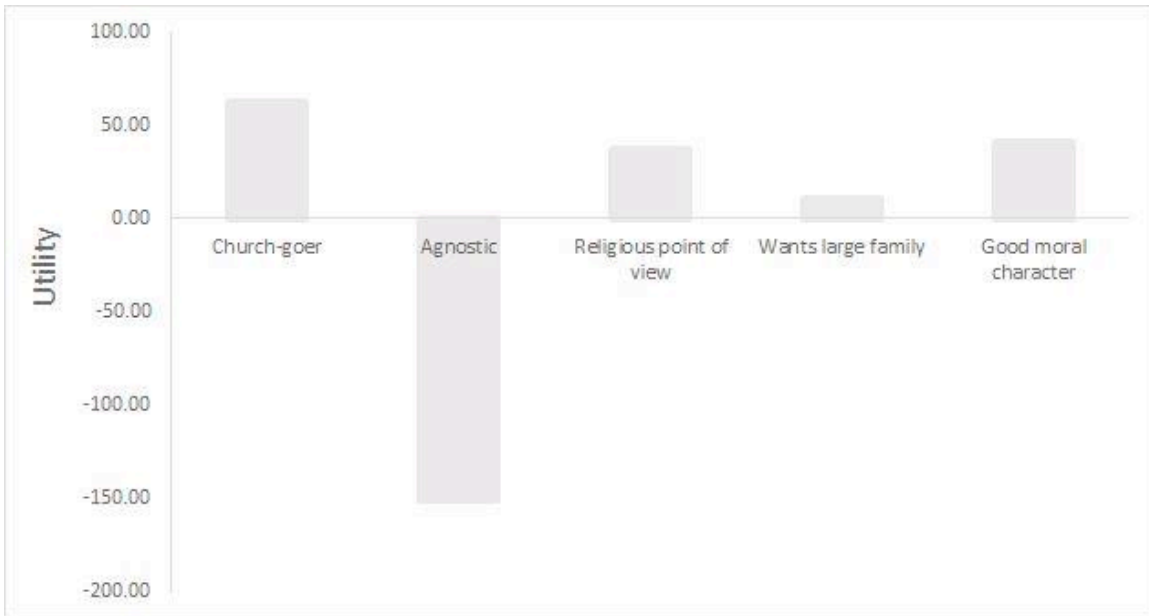 100.00
50.00
0.00
-50.00
-100.00
-150.00
-200.00
Utility
Church-goer
Agnostic
Religious point of
view
Wants large family
Good moral
character